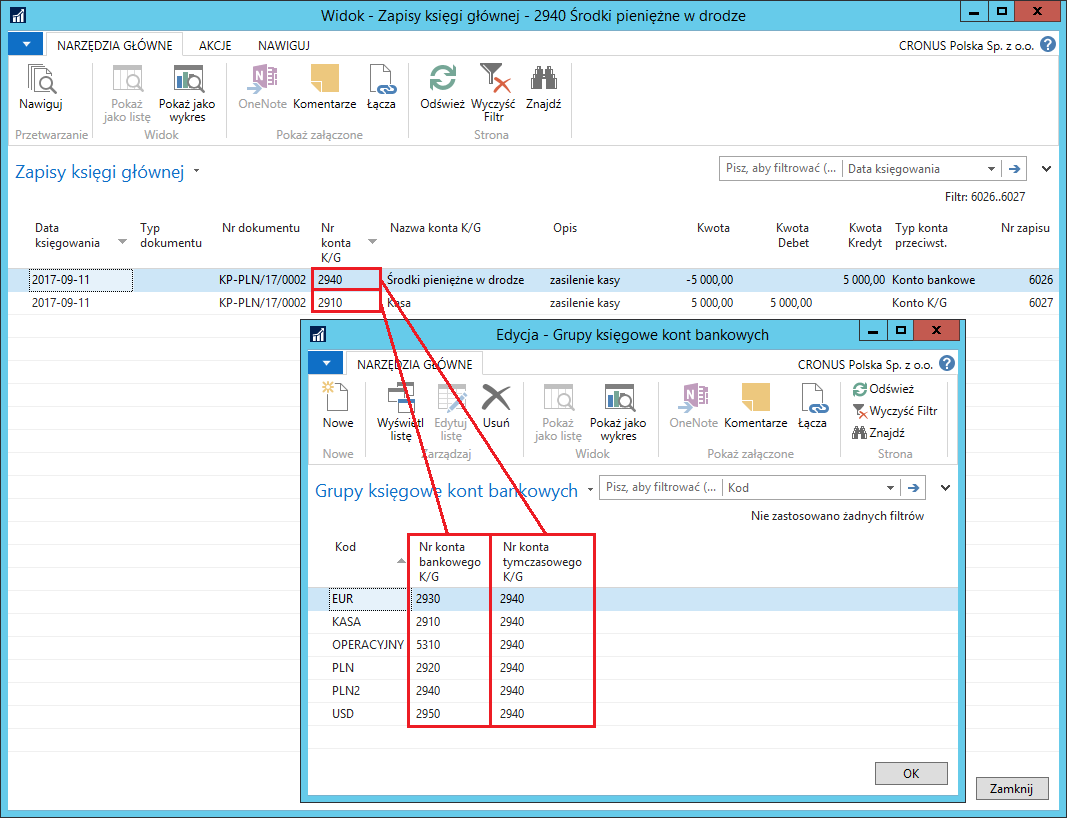 Widok - Zapisy księgi głównej - 2940 Środki pieniężne w drodze
NARZĘDZIA GŁÓWNE AKCJE NAWIGUJ CRONUS Polska Sp. z o.o.
Nawiguj
Pokaż jako listę
Pokaż jako wykres
OneNote Komentarze Łącza
Odśwież Wyczyść Filtr Znajdź
Przetwarzanie Widok Pokaż załączone Strona
Zapisy księgi głównej
Pisz, aby filtrować (... Data księgowania
Filtr: 6026..6027
Data księgowania Typ dokumentu Nr dokumentu Nr konta K/G Nazwa konta K/G Opis Kwota Kwota Debet Kwota Kredyt Typ konta przeciwst. Nr zapisu
2017-09-11 KP-PLN/17/0002 2940 Środki pieniężne w drodze zasilenie kasy -5 000,00 5 000,00 Konto bankowe 6026
2017-09-11 KP-PLN/17/0002 2910 Kasa zasilenie kasy 5 000,00 5 000,00 Konto K/G 6027
Edycja - Grupy księgowe kont bankowych
NARZĘDZIA GŁÓWNE CRONUS Polska Sp. z o.o.
Nowe
Wyświetl listę
Edytuj listę
Usuń
Pokaż jako listę
Pokaż jako wykres
OneNote Komentarze Łącza
Odśwież
Wyczyść Filtr
Znajdź
Nowe Zarządzaj Widok Pokaż załączone Strona
Grupy księgowe kont bankowych
Pisz, aby filtrować (... Kod
Nie zastosowano żadnych filtrów
Kod Nr konta bankowego K/G Nr konta tymczasowego K/G
EUR 2930 2940
KASA 2910 2940
OPERACYJNY 5310 2940
PLN 2920 2940
PLN2 2940 2940
USD 2950 2940
OK
Zamknij